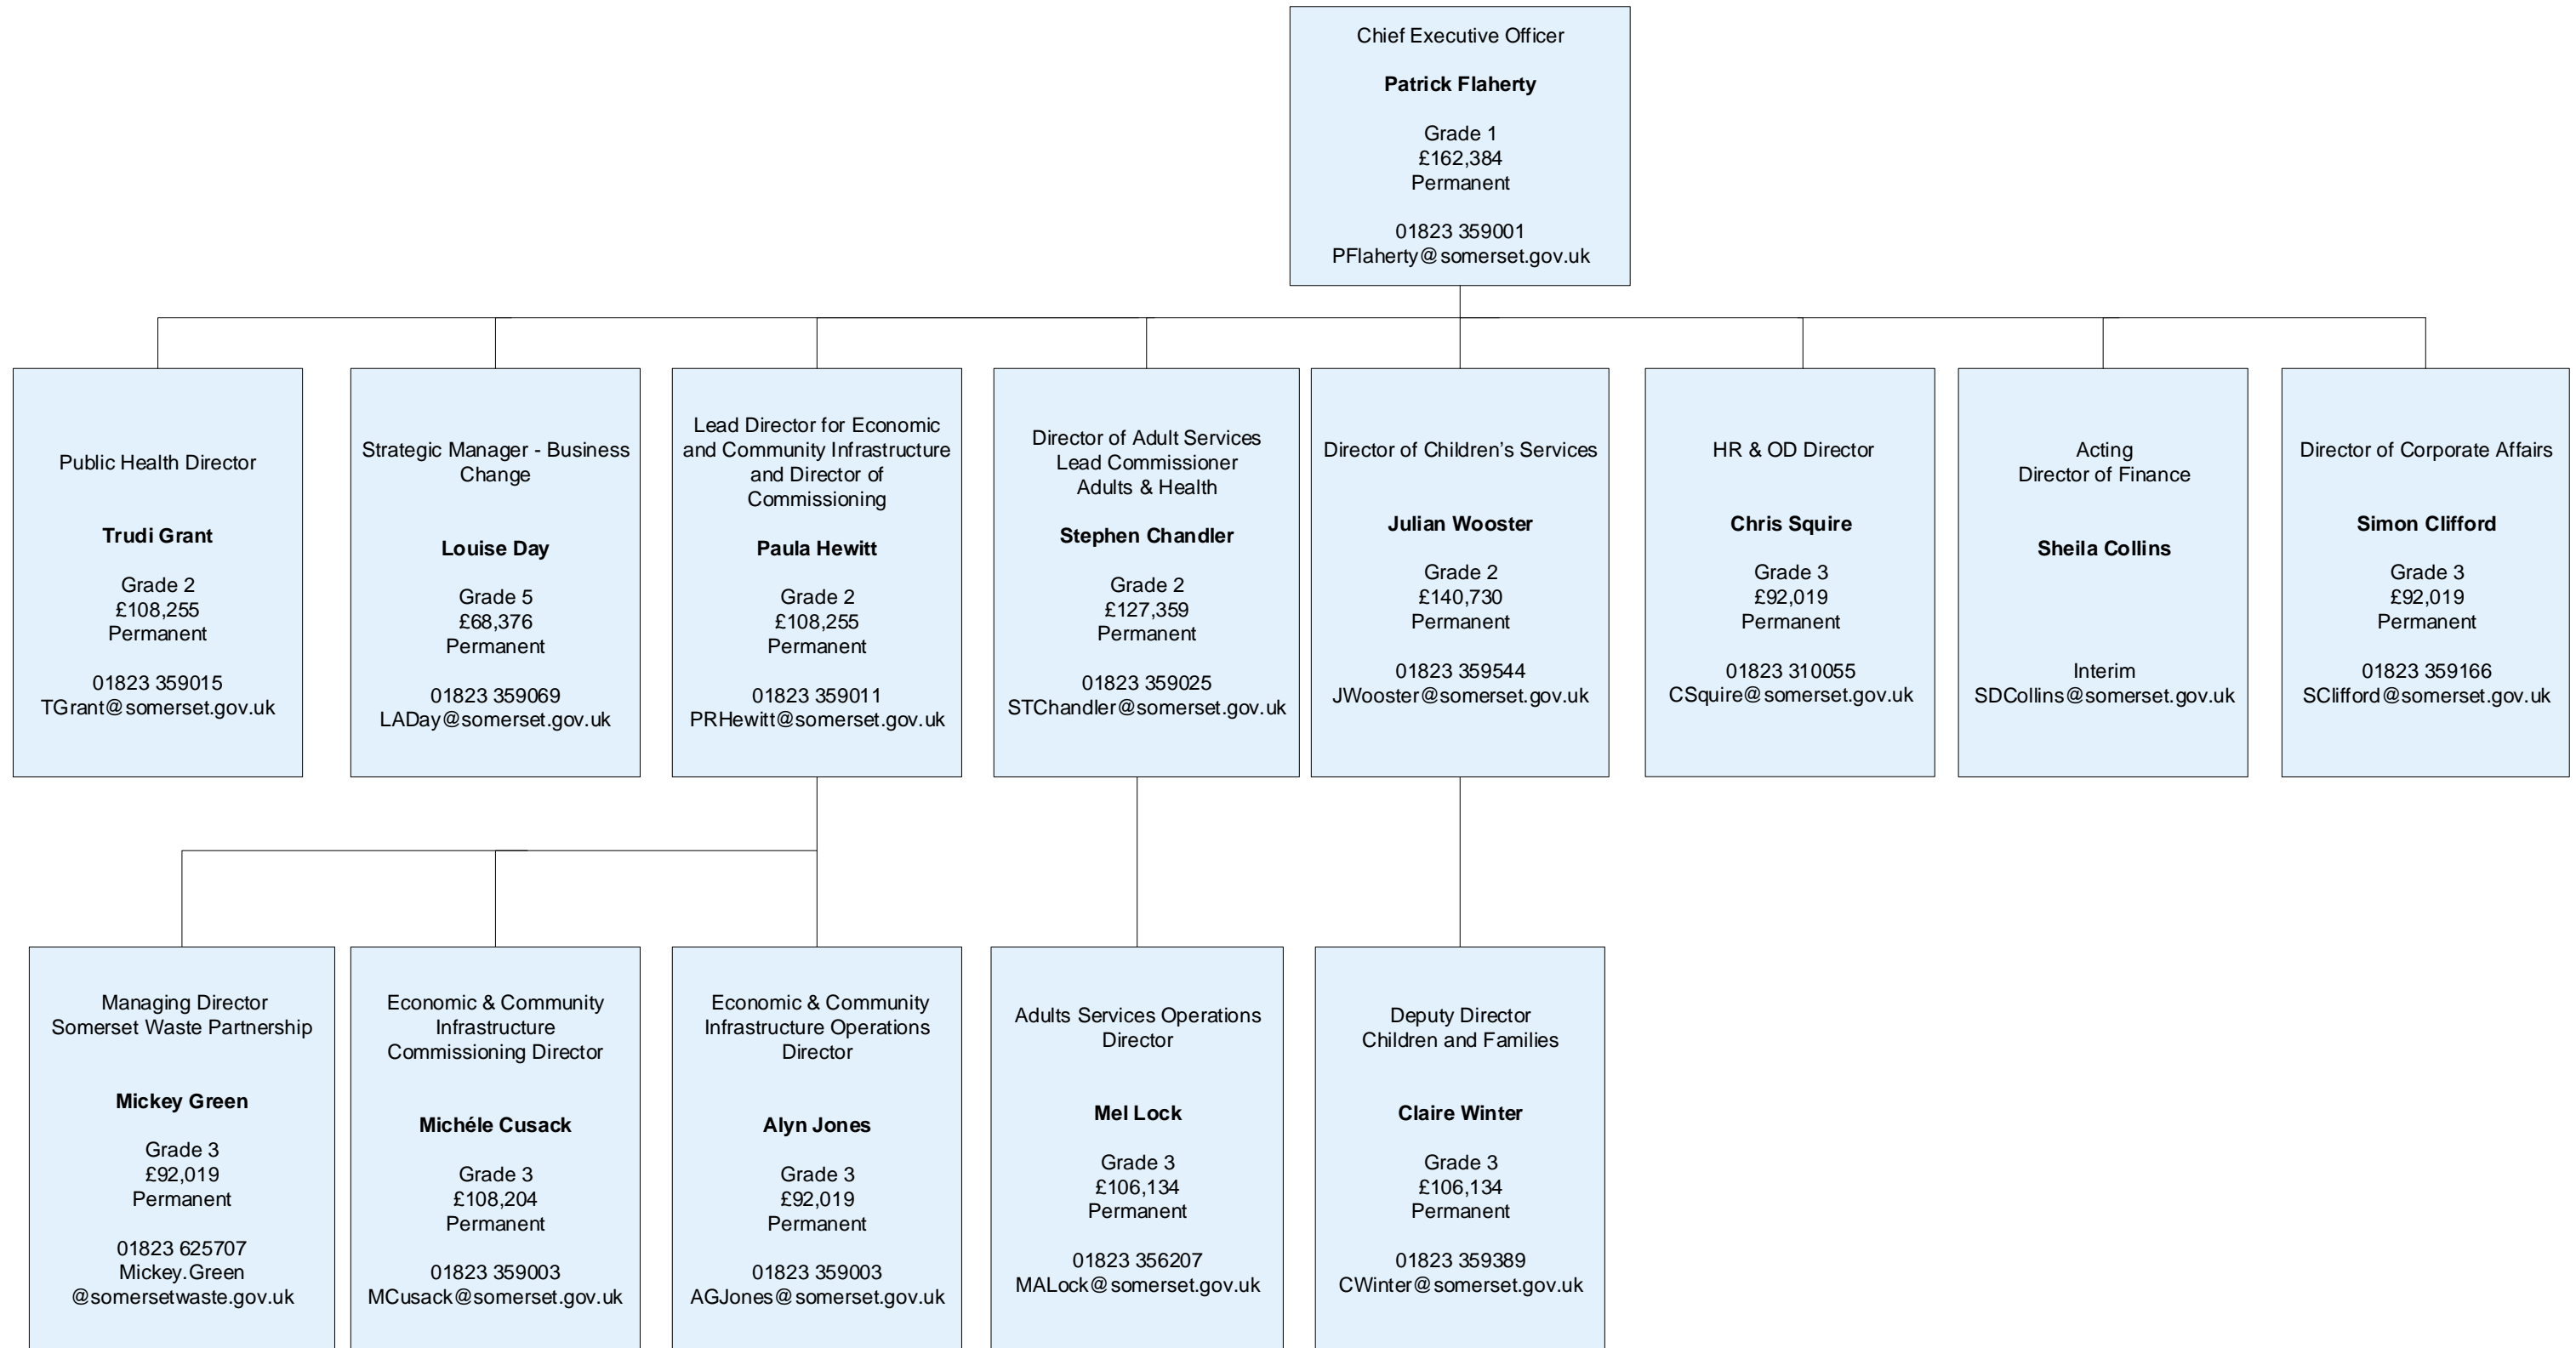 Chief Executive Officer
Patrick Flaherty
Grade 1
£162,384
Permanent
01823 359001
PFlaherty@somerset.gov.uk
Public Health Director
Trudi Grant
Grade 2
£108,255
Permanent
01823 359015
TGrant@somerset.gov.uk
Strategic Manager - Business
Change
Louise Day
Grade 5
£68,376
Permanent
01823 359069
LADay@somerset.gov.uk
Lead Director for Economic
and Community Infrastructure
and Director of
Commissioning
Paula Hewitt
Grade 2
£108,255
Permanent
01823 359011
PRHewitt@somerset.gov.uk
Director of Adult Services
Lead Commissioner
Adults & Health
Stephen Chandler
Grade 2
£127,359
Permanent
01823 359025
STChandler@somerset.gov.uk
Director of Children’s Services
Julian Wooster
Grade 2
£140,730
Permanent
01823 359544
JWooster@somerset.gov.uk
HR & OD Director
Chris Squire
Grade 3
£92,019
Permanent
01823 310055
CSquire@somerset.gov.uk
Acting
Director of Finance
Sheila Collins
Interim
SDCollins@somerset.gov.uk
Director of Corporate Affairs
Simon Clifford
Grade 3
£92,019
Permanent
01823 359166
SClifford@somerset.gov.uk
Managing Director
Somerset Waste Partnership
Mickey Green
Grade 3
£92,019
Permanent
01823 625707
Mickey.Green
@somersetwaste.gov.uk
Economic & Community
Infrastructure
Commissioning Director
Michéle Cusack
Grade 3
£108,204
Permanent
01823 359003
MCusack@somerset.gov.uk
Economic & Community
Infrastructure Operations
Director
Alyn Jones
Grade 3
£92,019
Permanent
01823 359003
AGJones@somerset.gov.uk
Adults Services Operations
Director
Mel Lock
Grade 3
£106,134
Permanent
01823 356207
MALock@somerset.gov.uk
Deputy Director
Children and Families
Claire Winter
Grade 3
£106,134
Permanent
01823 359389
CWinter@somerset.gov.uk